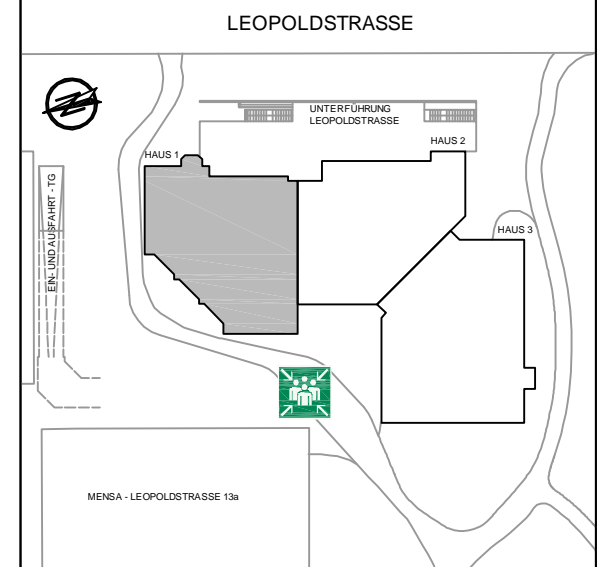 LEOPOLDSTRASSE
UNTERFÜHRUNG
LEOPOLDSTRASSE
HAUS 1
HAUS 2
HAUS 3
EIN- UND AUSFAHRT - TG
MENSA - LEOPOLDSTRASSE 13a